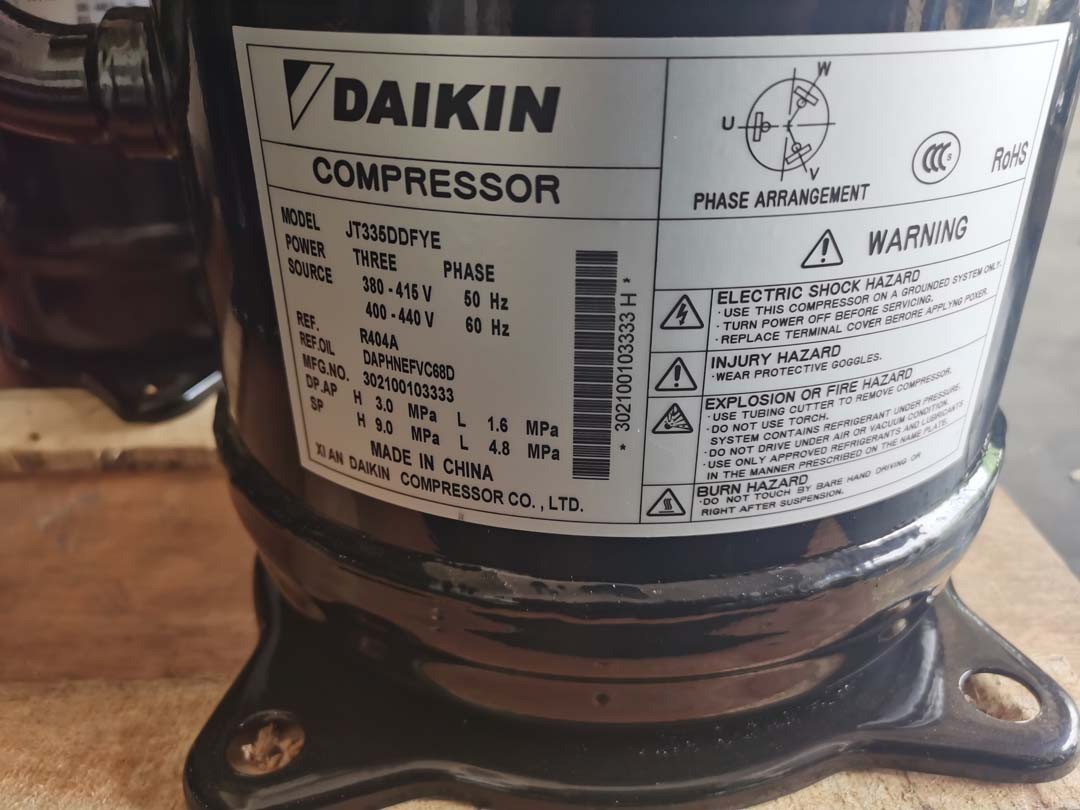 DAIKIN
COMPRESSOR
MODEL JT335DDFYE
POWER THREE PHASE
SOURCE 380 - 415 V 50 Hz
400 - 440 V 60 Hz
REF. R404A
REF.OIL DAPHNEFVC68D
MFG.NO. 302100103333
DP.AP H 3.0 MPa L 1.6 MPa
SP H 9.0 MPa L 4.8 MPa
MADE IN CHINA
XI AN DAIKIN COMPRESSOR CO. , LTD.
* 302100103333 H *
W
U
V
PHASE ARRANGEMENT
CCC S
RoHS
WARNING
ELECTRIC SHOCK HAZARD
· USE THIS COMPRESSOR ON A GROUNDED SYSTEM ONLY.
· TURN POWER OFF BEFORE SERVICING.
· REPLACE TERMINAL COVER BERORE APPLYNG POXER.
INJURY HAZARD
· WEAR PROTECTIVE GOGGLES.
EXPLOSION OR FIRE HAZARD
· USE TUBING CUTTER TO REMOVE COMPRESSOR.
· DO NOT USE TORCH.
SYSTEM CONTAINS REFRIGERANT UNDER PRESSURE.
· DO NOT DRIVE UNDER AIR OR VACUUM CONDITION.
· USE ONLY APPROVED REFRIGERANTS AND LUBRICANTS
IN THE MANNER PRESCRIBED ON THE NAME PLATE.
BURN HAZARD
· DO NOT TOUCH BY BARE HAND DRIVING OR
RIGHT AFTER SUSPENSION.